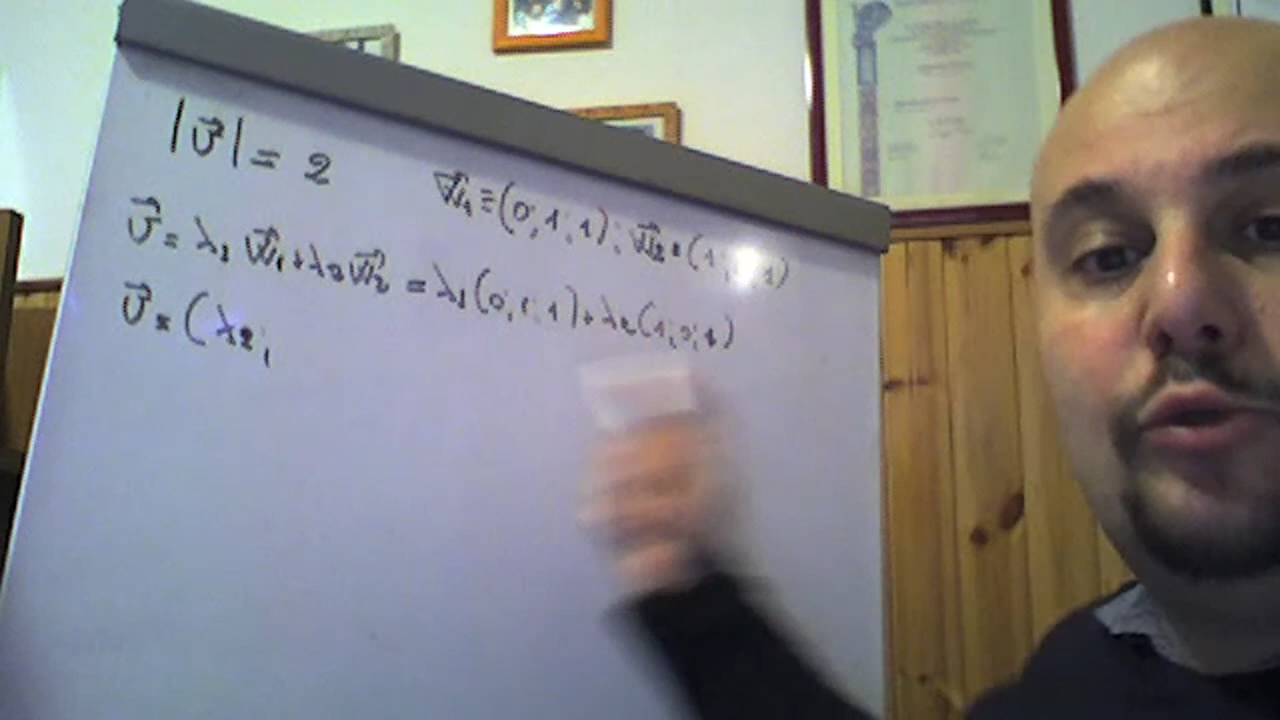 |v⃗| = 2
w⃗₁ ≡ (0; 1; 1); w⃗₂ ≡ (1; ; 1)
v⃗ = λ₁ w⃗₁ + λ₂ w⃗₂ = λ₁(0; 1; 1) + λ₂(1; 0; 1)
v⃗ = (λ₂;